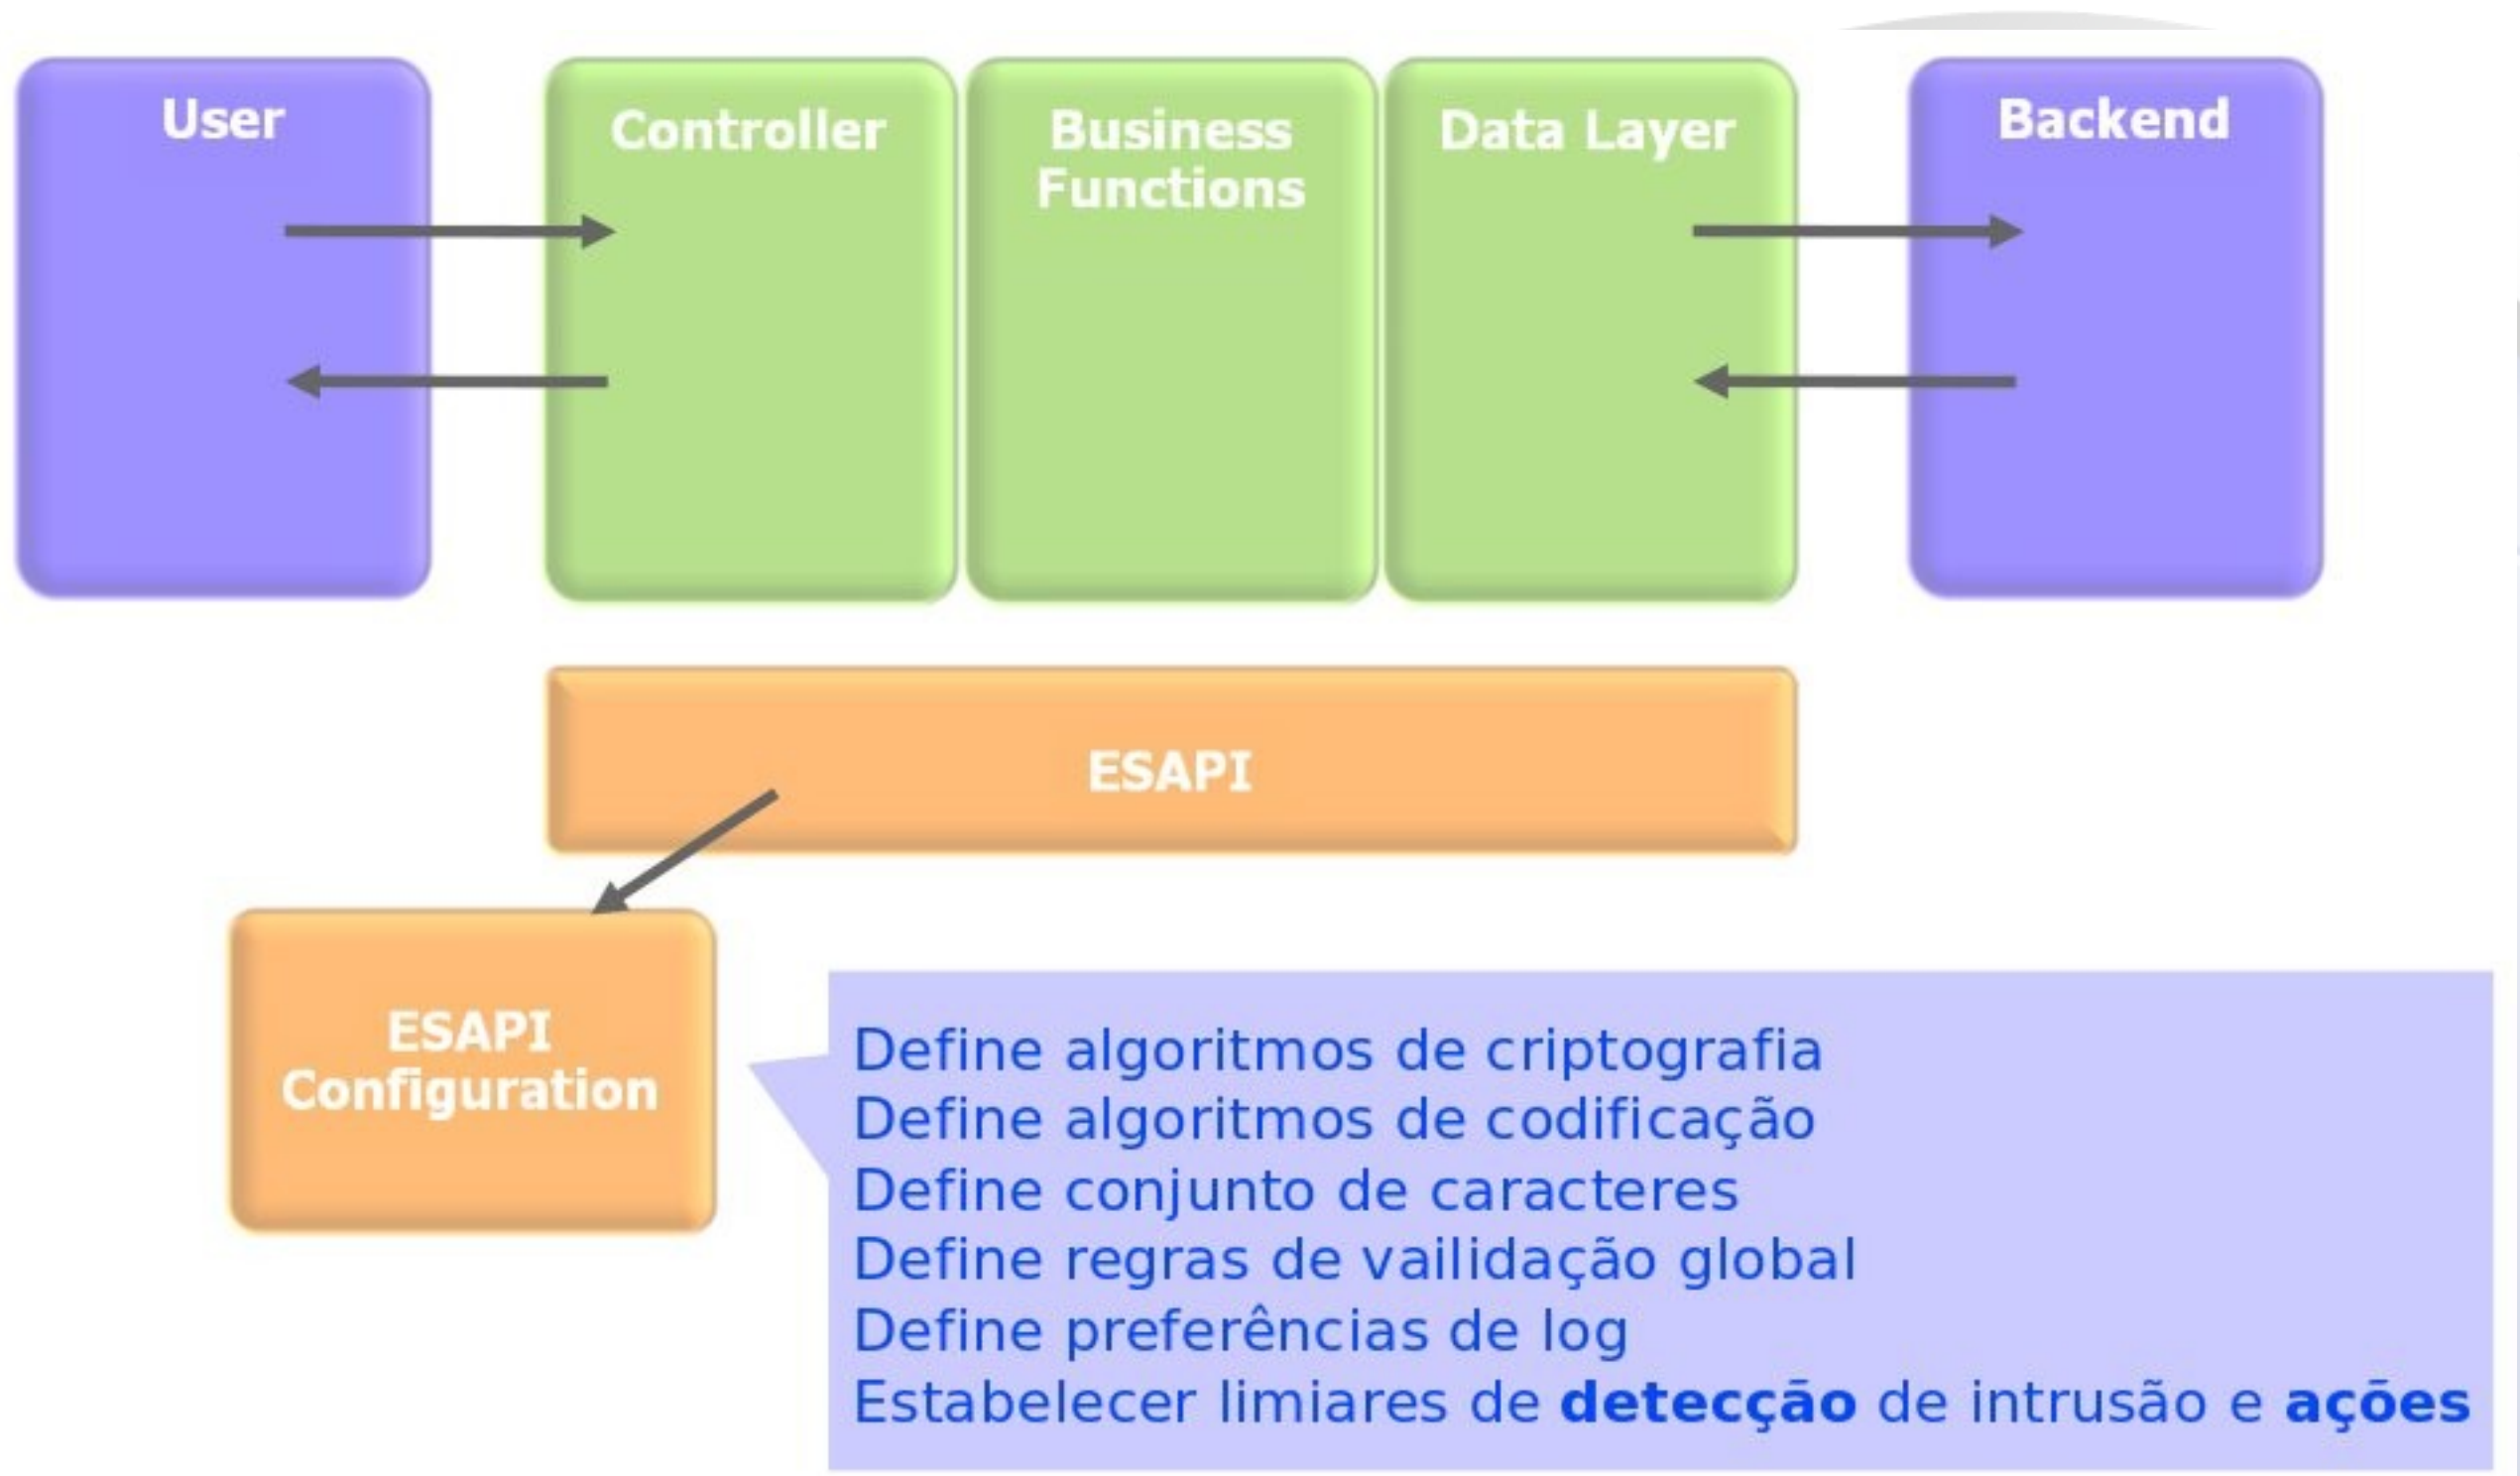 User
Controller
Business
Functions
Data Layer
Backend
ESAPI
ESAPI
Configuration
Define algoritmos de criptografia
Define algoritmos de codificação
Define conjunto de caracteres
Define regras de vailidação global
Define preferências de log
Estabelecer limiares de detecção de intrusão e ações